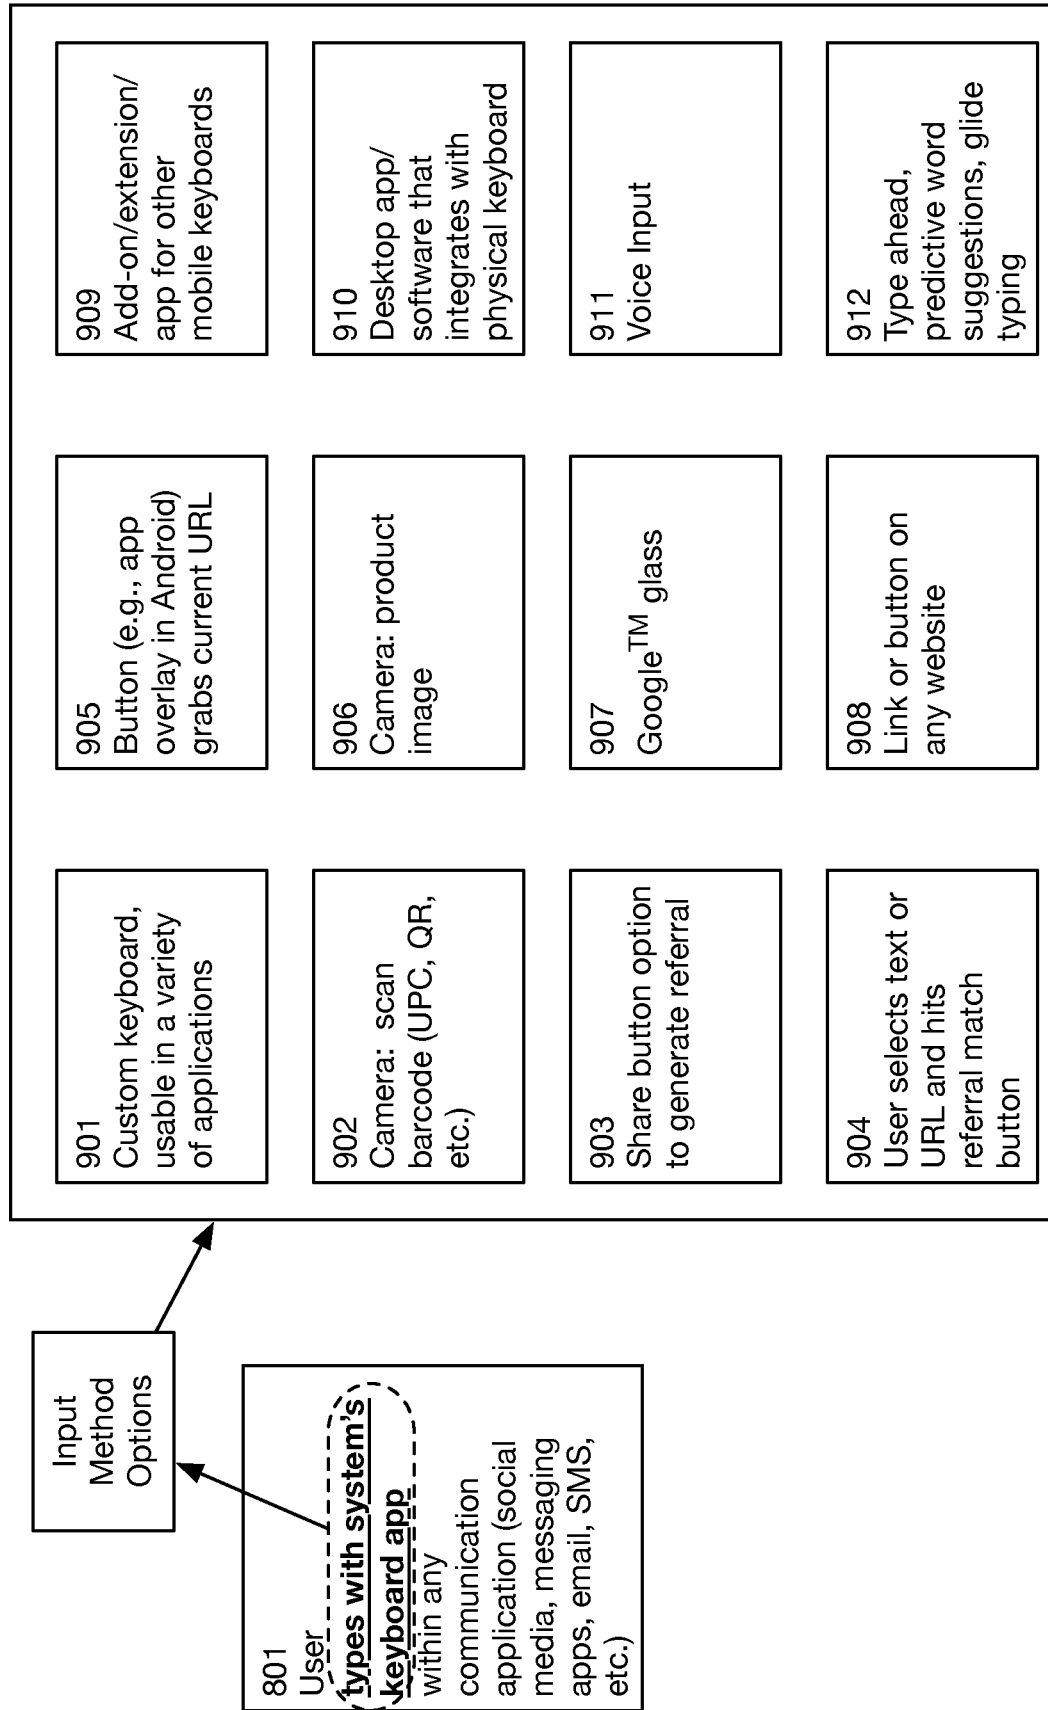 801
User
types with system's
keyboard app
within any
communication
application (social
media, messaging
apps, email, SMS,
etc.)
Input
Method
Options
901
Custom keyboard,
usable in a variety
of applications
902
Camera: scan
barcode (UPC, QR,
etc.)
903
Share button option
to generate referral
904
User selects text or
URL and hits
referral match
button
905
Button (e.g., app
overlay in Android)
grabs current URL
906
Camera: product
image
907
Google™ glass
908
Link or button on
any website
909
Add-on/extension/
app for other
mobile keyboards
910
Desktop app/
software that
integrates with
physical keyboard
911
Voice Input
912
Type ahead,
predictive word
suggestions, glide
typing